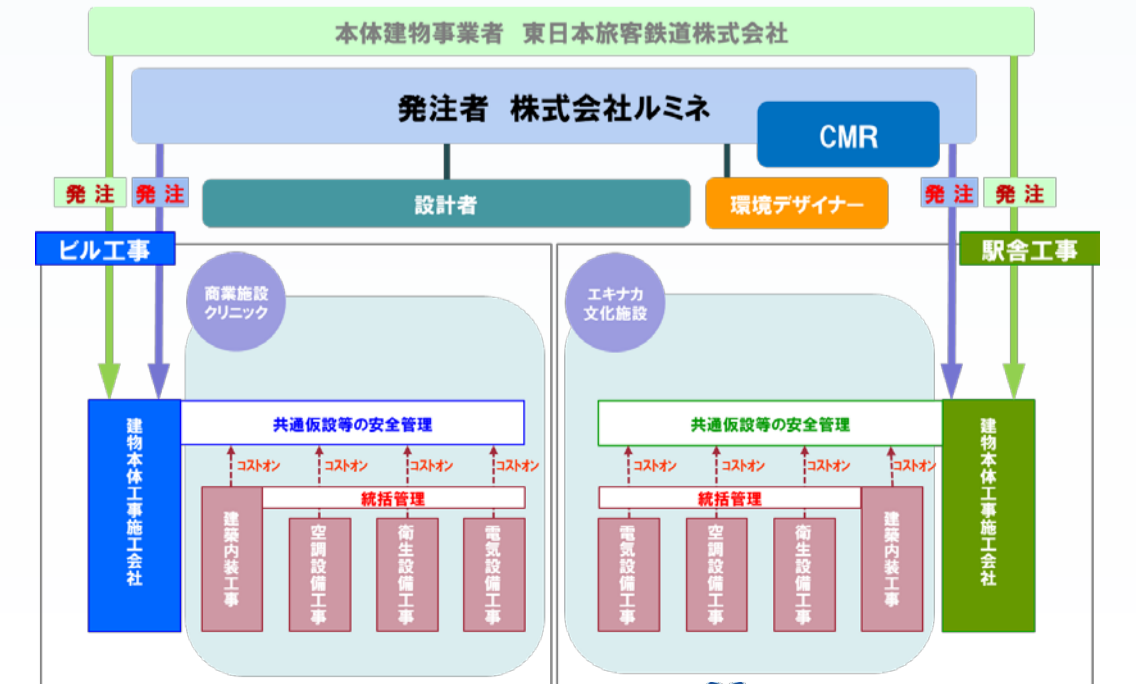 本体建物事業者　東日本旅客鉄道株式会社
発注者　株式会社ルミネ
CMR
発 注
発 注
設計者
環境デザイナー
発 注
発 注
ビル工事
駅舎工事
商業施設
クリニック
エキナカ
文化施設
建物本体工事施工会社
共通仮設等の安全管理
共通仮設等の安全管理
建物本体工事施工会社
コストオン
コストオン
コストオン
コストオン
コストオン
コストオン
コストオン
コストオン
統括管理
統括管理
建築内装工事
空調設備工事
衛生設備工事
電気設備工事
電気設備工事
空調設備工事
衛生設備工事
建築内装工事